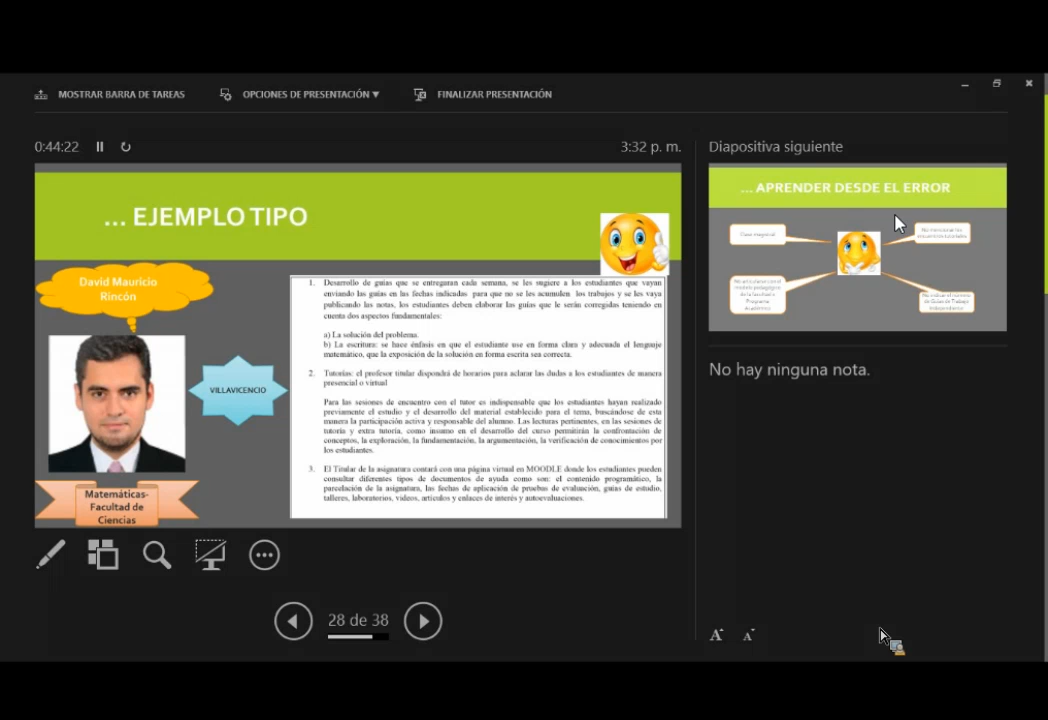 MOSTRAR BARRA DE TAREAS
OPCIONES DE PRESENTACIÓN ▼
FINALIZAR PRESENTACIÓN
0:44:22
3:32 p. m.
... EJEMPLO TIPO
David Mauricio
Rincón
VILLAVICENCIO
Matemáticas-
Facultad de
Ciencias
1. Desarrollo de guías que se entregaran cada semana, se les sugiere a los estudiantes que vayan
enviando las guías en las fechas indicadas para que no se les acumulen los trabajos y se les vaya
publicando las notas, los estudiantes deben elaborar las guías que le serán corregidas teniendo en
cuenta dos aspectos fundamentales:
a) La solución del problema.
b) La escritura: se hace énfasis en que el estudiante use en forma clara y adecuada el lenguaje
matemático, que la exposición de la solución en forma escrita sea correcta.
2. Tutorías: el profesor titular dispondrá de horarios para aclarar las dudas a los estudiantes de manera
presencial o virtual
Para las sesiones de encuentro con el tutor es indispensable que los estudiantes hayan realizado
previamente el estudio y el desarrollo del material establecido para el tema, buscándose de esta
manera la participación activa y responsable del alumno. Las lecturas pertinentes, en las sesiones de
tutoría y extra tutoría, como insumo en el desarrollo del curso permitirán la confrontación de
conceptos, la exploración, la fundamentación, la argumentación, la verificación de conocimientos por
los estudiantes.
3. El Titular de la asignatura contará con una página virtual en MOODLE donde los estudiantes pueden
consultar diferentes tipos de documentos de ayuda como son: el contenido programático, la
parcelación de la asignatura, las fechas de aplicación de pruebas de evaluación, guías de estudio,
talleres, laboratorios, videos, artículos y enlaces de interés y autoevaluaciones.
28 de 38
Diapositiva siguiente
... APRENDER DESDE EL ERROR
Clase magistral
No mencionar los
encuentros tutoriales
No articularse con el
modelo pedagógico
de la facultad o
Programa
Académico
No indicar el número
de Guías de Trabajo
Independiente
No hay ninguna nota.
A A